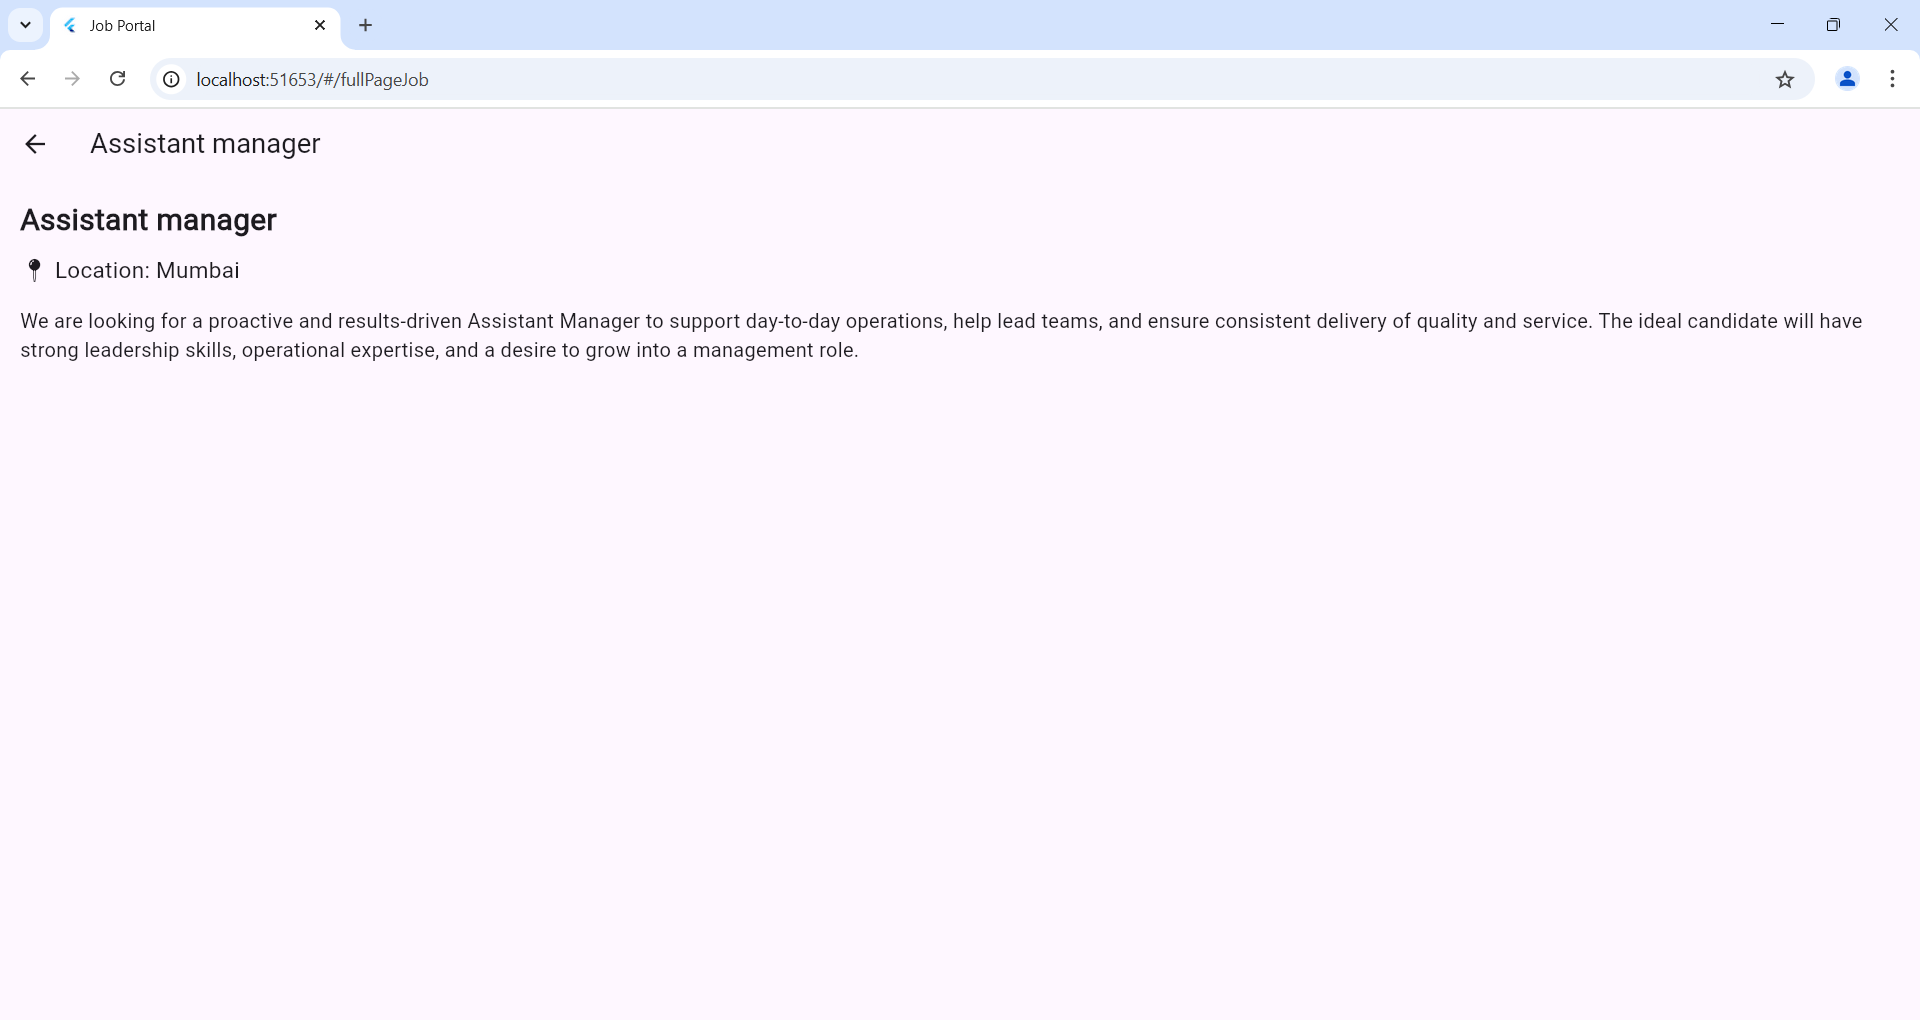 Job Portal
localhost:51653/#/fullPageJob
Assistant manager
Assistant manager
Location: Mumbai
We are looking for a proactive and results-driven Assistant Manager to support day-to-day operations, help lead teams, and ensure consistent delivery of quality and service. The ideal candidate will have
strong leadership skills, operational expertise, and a desire to grow into a management role.